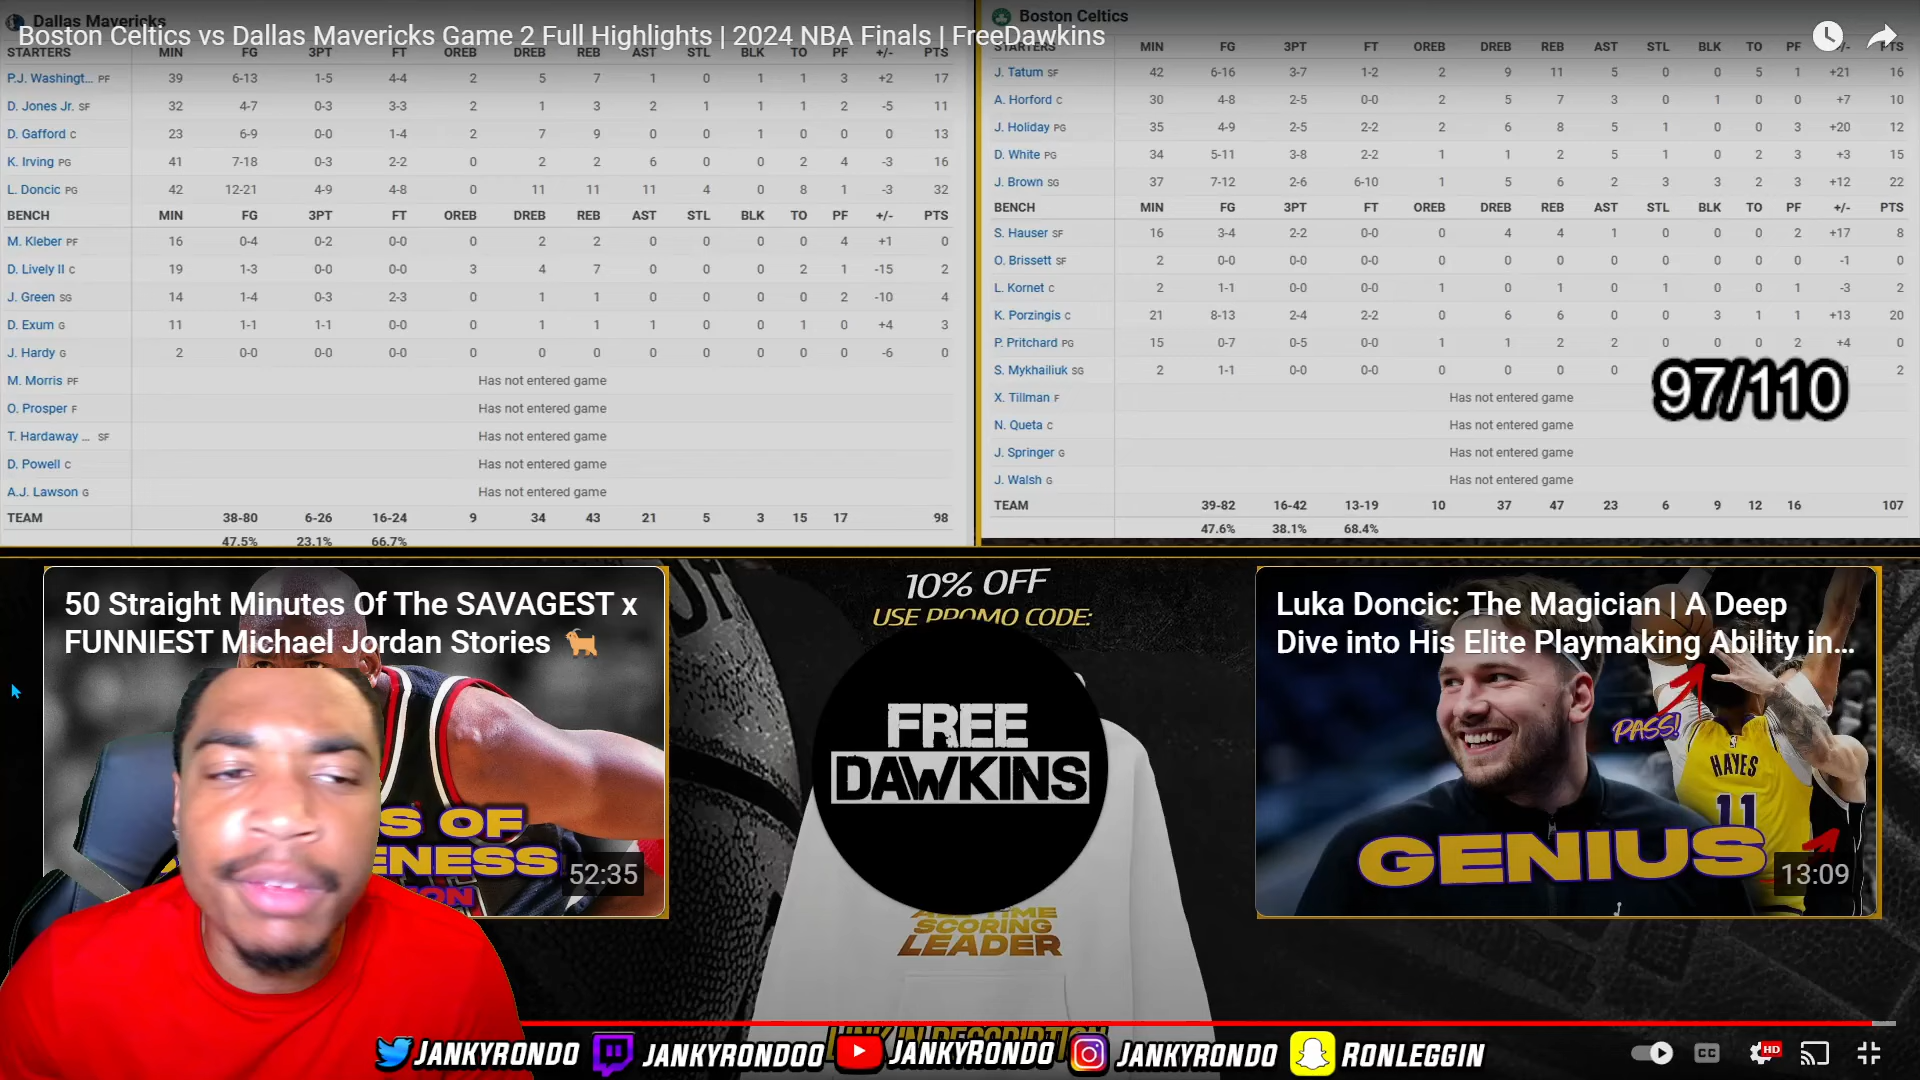 Dallas Mavericks
Boston Celtics vs Dallas Mavericks Game 2 Full Highlights | 2024 NBA Finals | FreeDawkins
STARTERS MIN FG 3PT FT OREB DREB REB AST STL BLK TO PF +/- PTS
P.J. Washingt... PF 39 6-13 1-5 4-4 2 5 7 1 0 1 1 3 +2 17
D. Jones Jr. SF 32 4-7 0-3 3-3 2 1 3 2 1 1 1 2 -5 11
D. Gafford C 23 6-9 0-0 1-4 2 7 9 0 0 1 0 0 0 13
K. Irving PG 41 7-18 0-3 2-2 0 2 2 6 0 0 2 4 -3 16
L. Doncic PG 42 12-21 4-9 4-8 0 11 11 11 4 0 8 1 -3 32
BENCH MIN FG 3PT FT OREB DREB REB AST STL BLK TO PF +/- PTS
M. Kleber PF 16 0-4 0-2 0-0 0 2 2 0 0 0 0 4 +1 0
D. Lively II C 19 1-3 0-0 0-0 3 4 7 0 0 0 2 1 -15 2
J. Green SG 14 1-4 0-3 2-3 0 1 1 0 0 0 0 2 -10 4
D. Exum G 11 1-1 1-1 0-0 0 1 1 1 0 0 1 0 +4 3
J. Hardy G 2 0-0 0-0 0-0 0 0 0 0 0 0 0 0 -6 0
M. Morris PF Has not entered game
O. Prosper F Has not entered game
T. Hardaway ... SF Has not entered game
D. Powell C Has not entered game
A.J. Lawson G Has not entered game
TEAM 38-80 6-26 16-24 9 34 43 21 5 3 15 17 98
47.5% 23.1% 66.7%
Boston Celtics
STARTERS MIN FG 3PT FT OREB DREB REB AST STL BLK TO PF +/- PTS
J. Tatum SF 42 6-16 3-7 1-2 2 9 11 5 0 0 5 1 +21 16
A. Horford C 30 4-8 2-5 0-0 2 5 7 3 0 1 0 0 +7 10
J. Holiday PG 35 4-9 2-5 2-2 2 6 8 5 1 0 0 3 +20 12
D. White PG 34 5-11 3-8 2-2 1 1 2 5 1 0 2 3 +3 15
J. Brown SG 37 7-12 2-6 6-10 1 5 6 2 3 3 2 3 +12 22
BENCH MIN FG 3PT FT OREB DREB REB AST STL BLK TO PF +/- PTS
S. Hauser SF 16 3-4 2-2 0-0 0 4 4 1 0 0 0 2 +17 8
O. Brissett SF 2 0-0 0-0 0-0 0 0 0 0 0 0 0 0 -1 0
L. Kornet C 2 1-1 0-0 0-0 1 0 1 0 1 0 0 1 -3 2
K. Porzingis C 21 8-13 2-4 2-2 0 6 6 0 0 3 1 1 +13 20
P. Pritchard PG 15 0-7 0-5 0-0 1 1 2 2 0 0 0 2 +4 0
S. Mykhailiuk SG 2 1-1 0-0 0-0 0 0 0 0 2
97/110
X. Tillman F Has not entered game
N. Queta C Has not entered game
J. Springer G Has not entered game
J. Walsh G Has not entered game
TEAM 39-82 16-42 13-19 10 37 47 23 6 9 12 16 107
47.6% 38.1% 68.4%
50 Straight Minutes Of The SAVAGEST x
FUNNIEST Michael Jordan Stories
S OF
ENESS
52:35
10% OFF
USE PROMO CODE:
FREE
DAWKINS
ALL TIME
SCORING
LEADER
LINK IN DECORIPTION
Luka Doncic: The Magician | A Deep
Dive into His Elite Playmaking Ability in...
PASS!
HAYES
11
GENIUS
13:09
JANKYRONDO JANKYRONDOO JANKYRONDO JANKYRONDO RONLEGGIN
CC HD